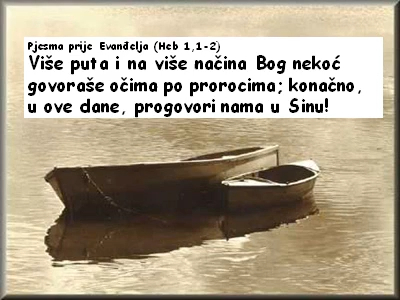 Pjesma prije Evanđelja (Heb 1,1-2)
Više puta i na više načina Bog nekoć
govoraše očima po prorocima; konačno,
u ove dane, progovori nama u Sinu!